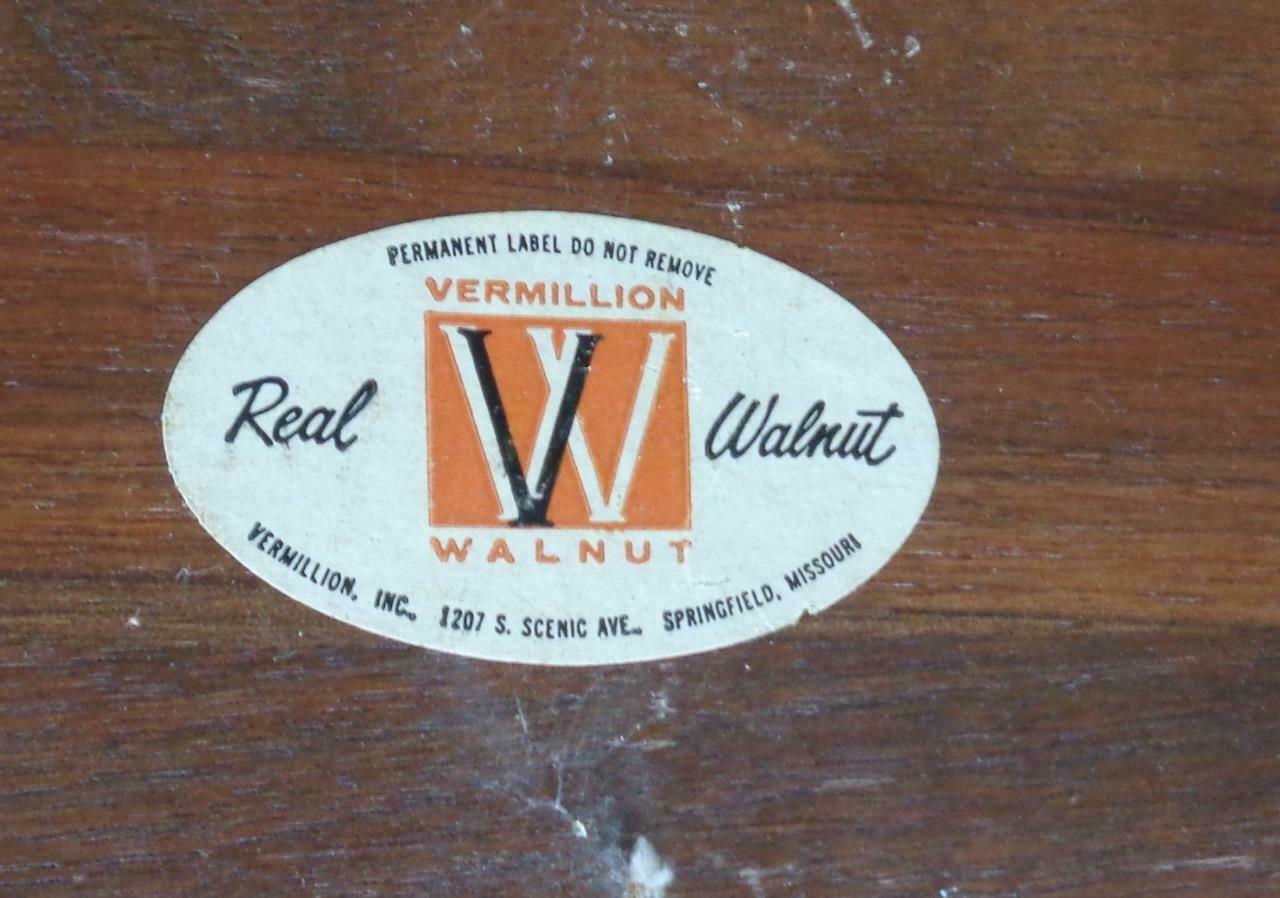 PERMANENT LABEL DO NOT REMOVE
VERMILLION
VW
Real Walnut
WALNUT
VERMILLION, INC., 1207 S. SCENIC AVE., SPRINGFIELD, MISSOURI